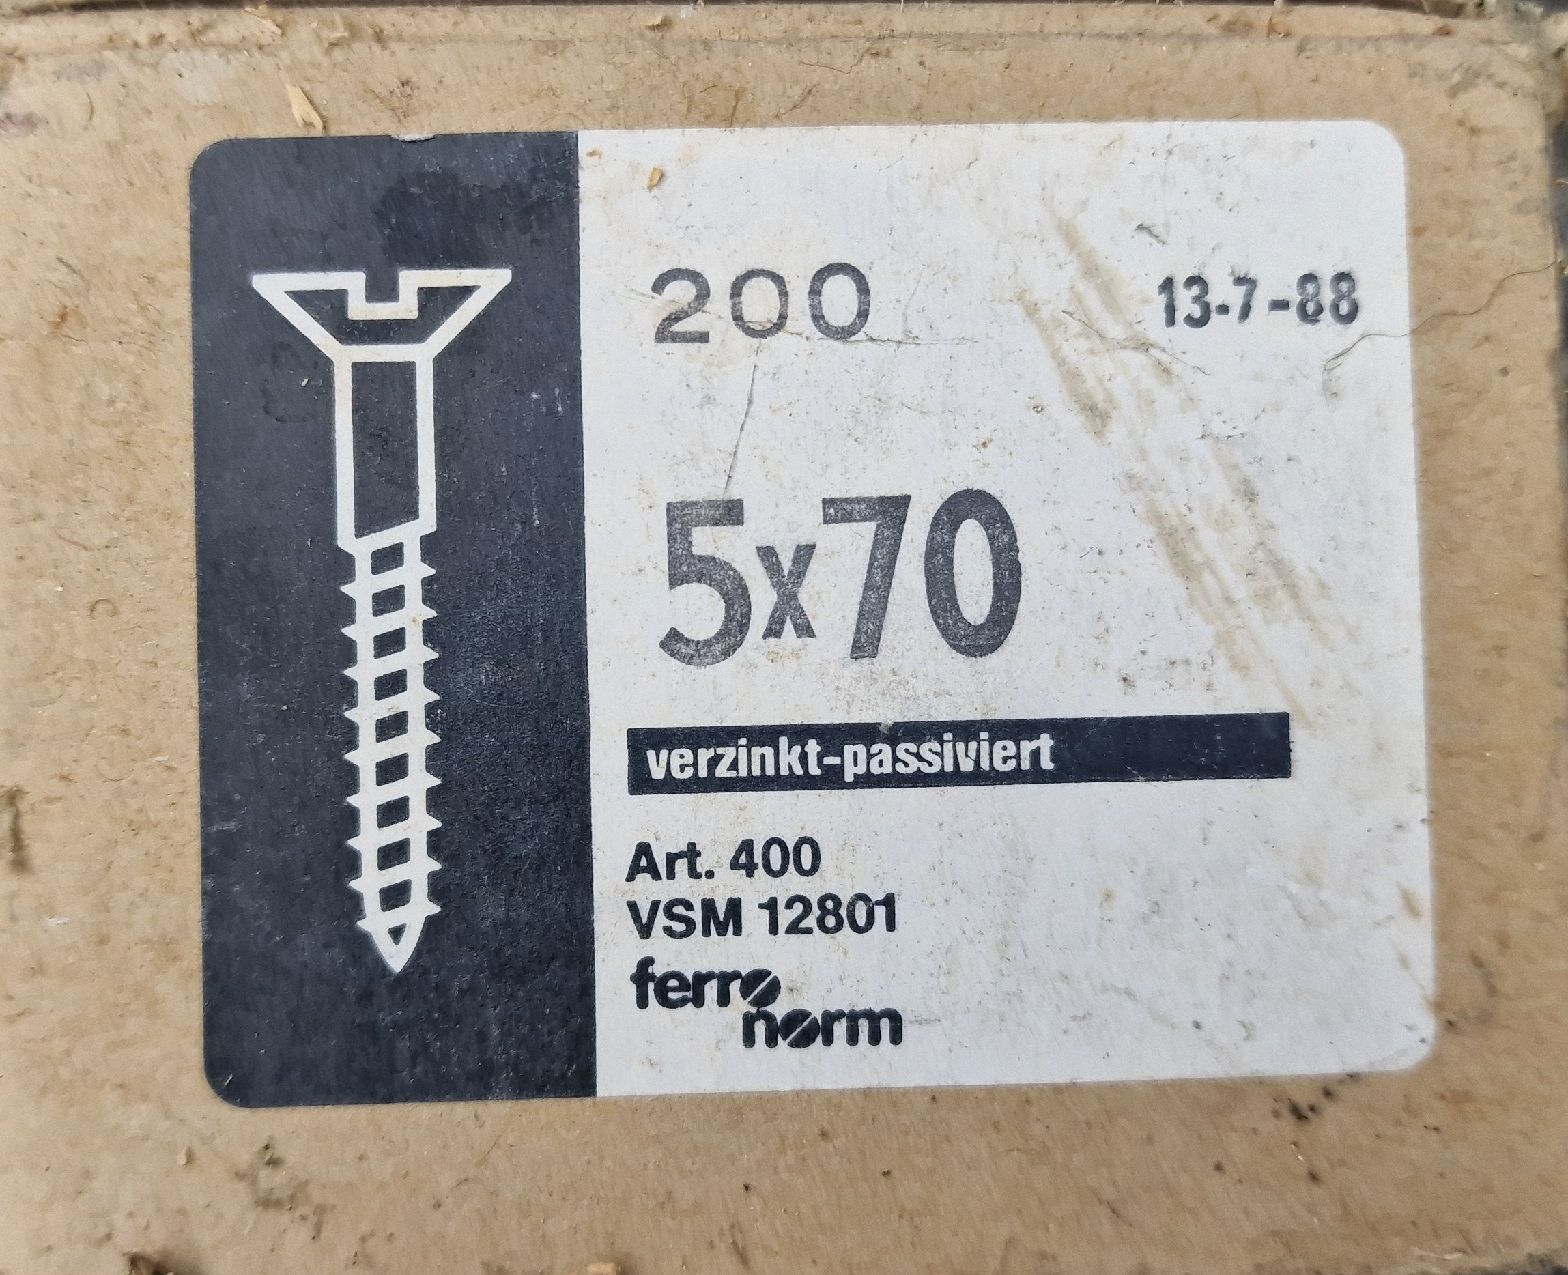 200 13.7-88
5x70
verzinkt-passiviert
Art. 400
VSM 12801
ferro
norm